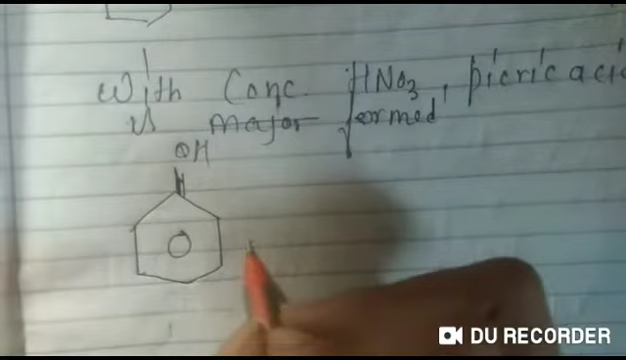 With Conc. HNO3, picric acid
is major formed
OH
DU RECORDER